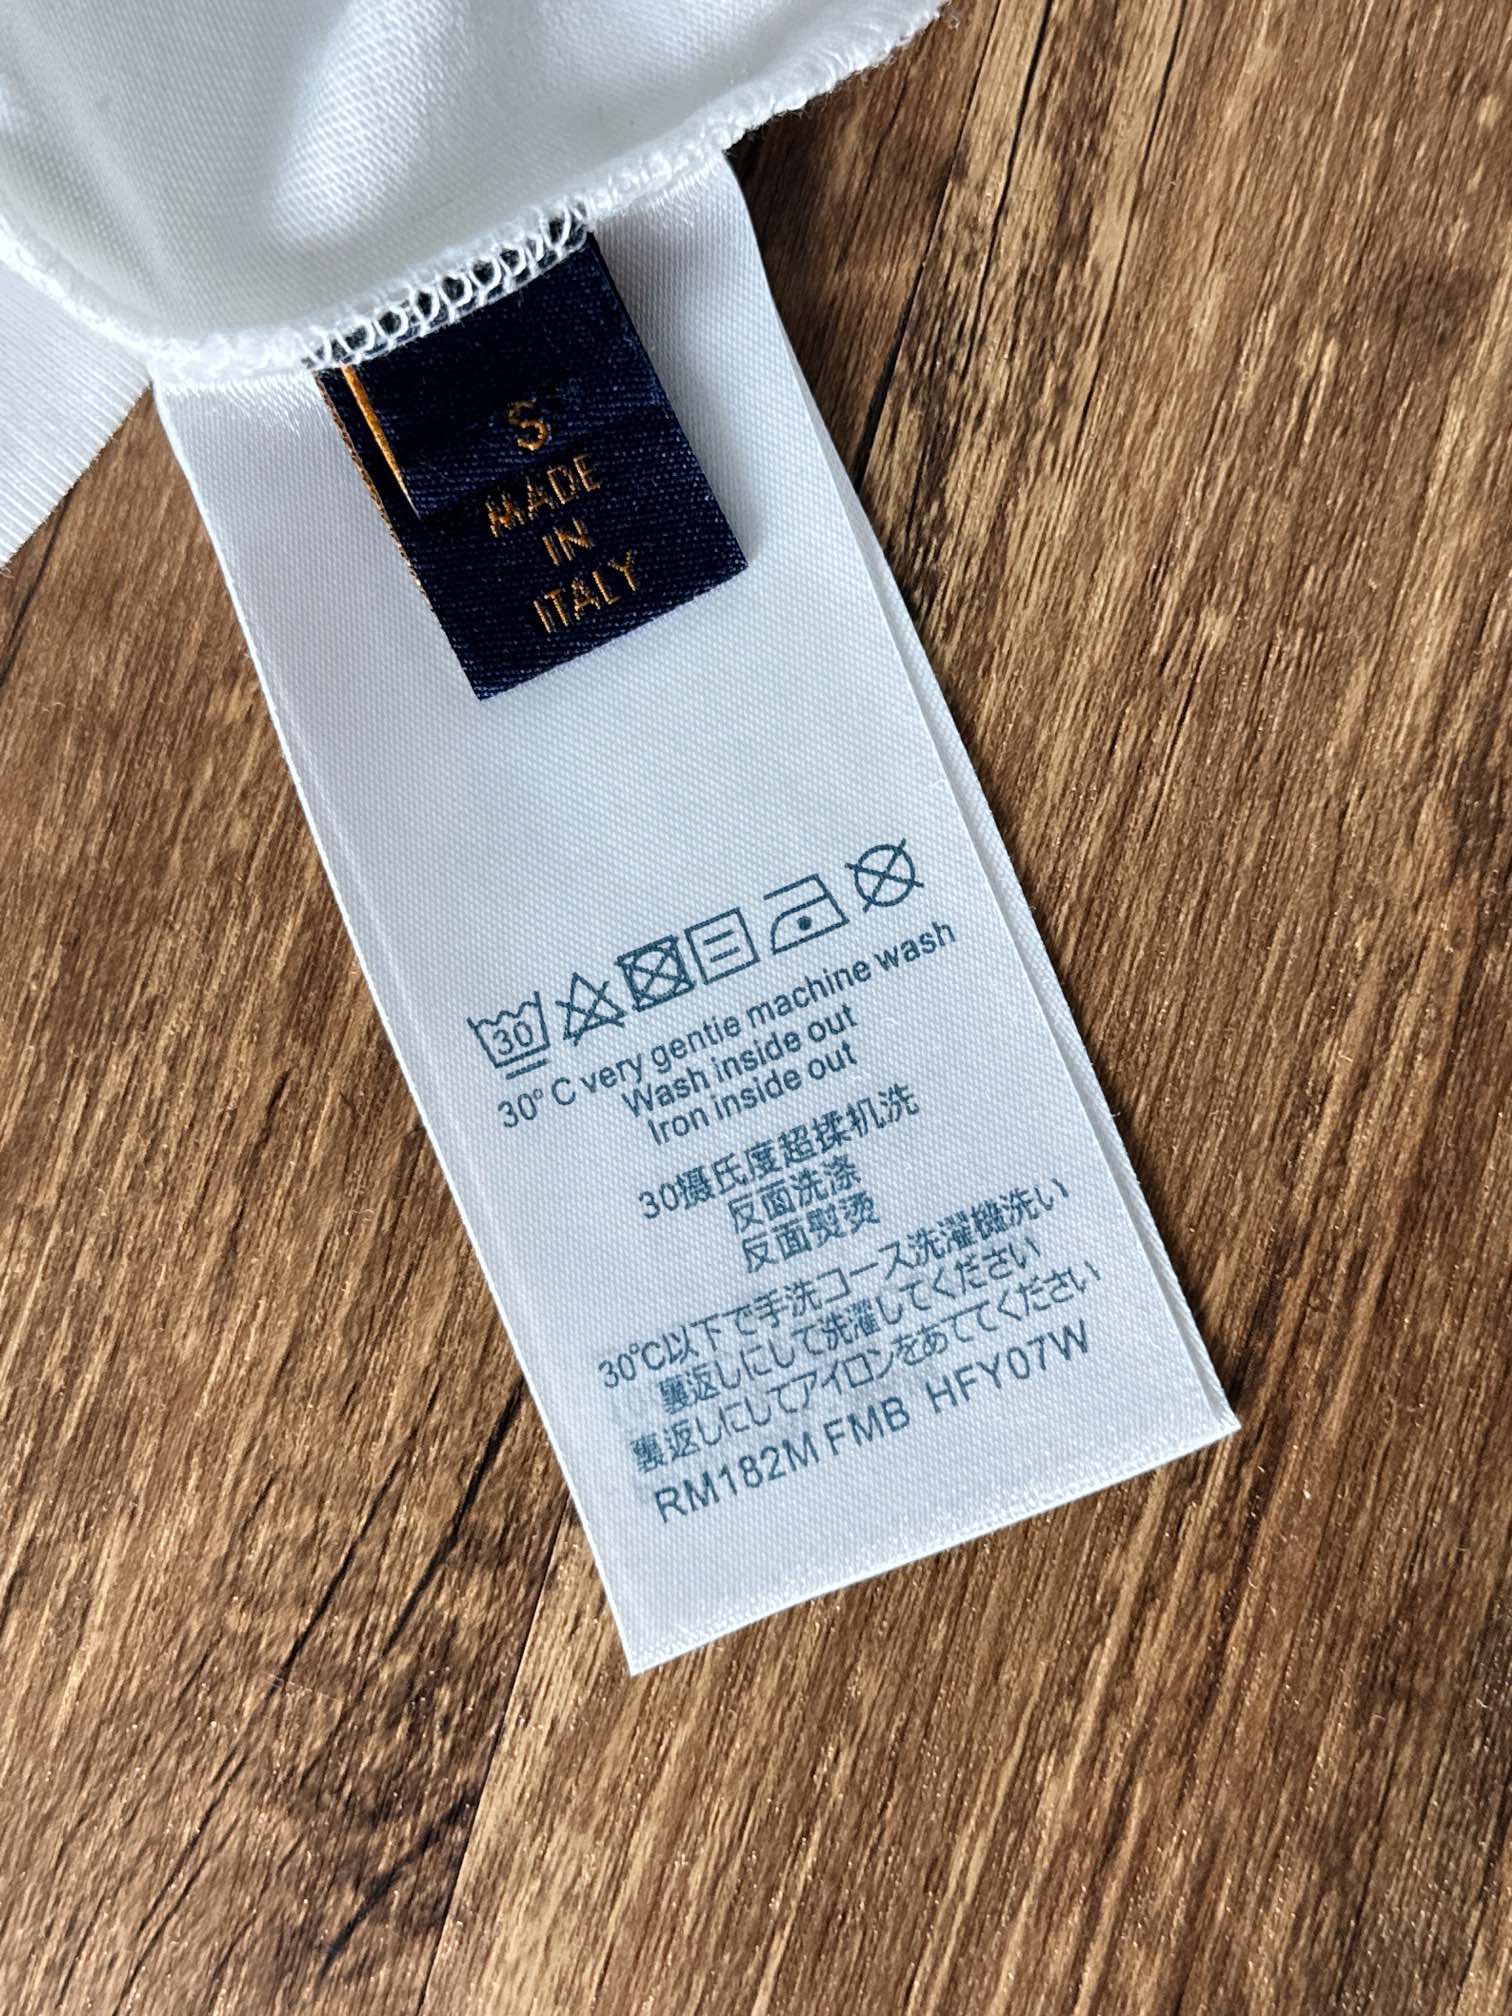 S
MADE
IN
ITALY
30
30°C very gentie machine wash
Wash inside out
Iron inside out
30摄氏度超揉机洗
反面洗涤
反面熨烫
30℃以下で手洗コース洗濯機洗い
裏返しにして洗濯してください
裏返しにしてアイロンをあててください
RM182M FMB HFY07W